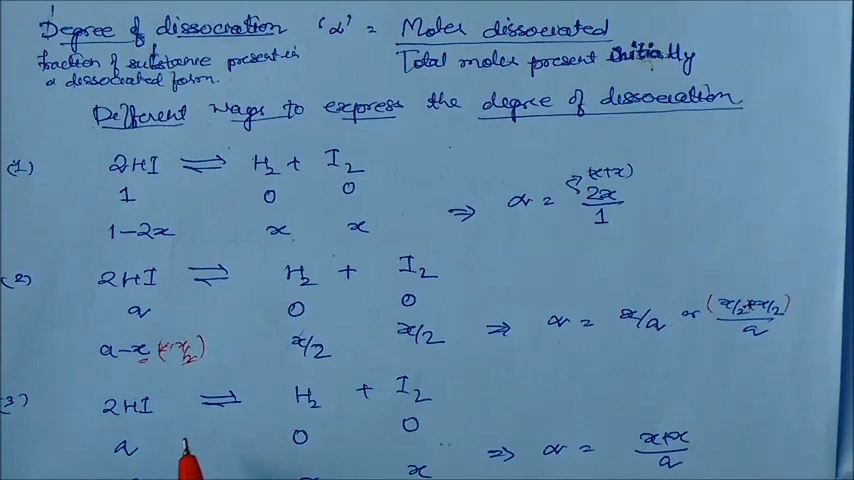 Degree of dissociation 'α' = Moles dissociated
Total moles present initially
fraction of substance present in
a dissociated form.
Different ways to express the degree of dissociation
(1) 2HI ⇌ H₂ + I₂
1 0 0
1-2x x x ⇒ α = 2x/1 (x+x)
(2) 2HI ⇌ H₂ + I₂
a 0 0
a-x x/2 x/2 ⇒ α = x/a or (x/2+x/2)/a
(3) 2HI ⇌ H₂ + I₂
a 0 0
x x ⇒ α = x+x/a